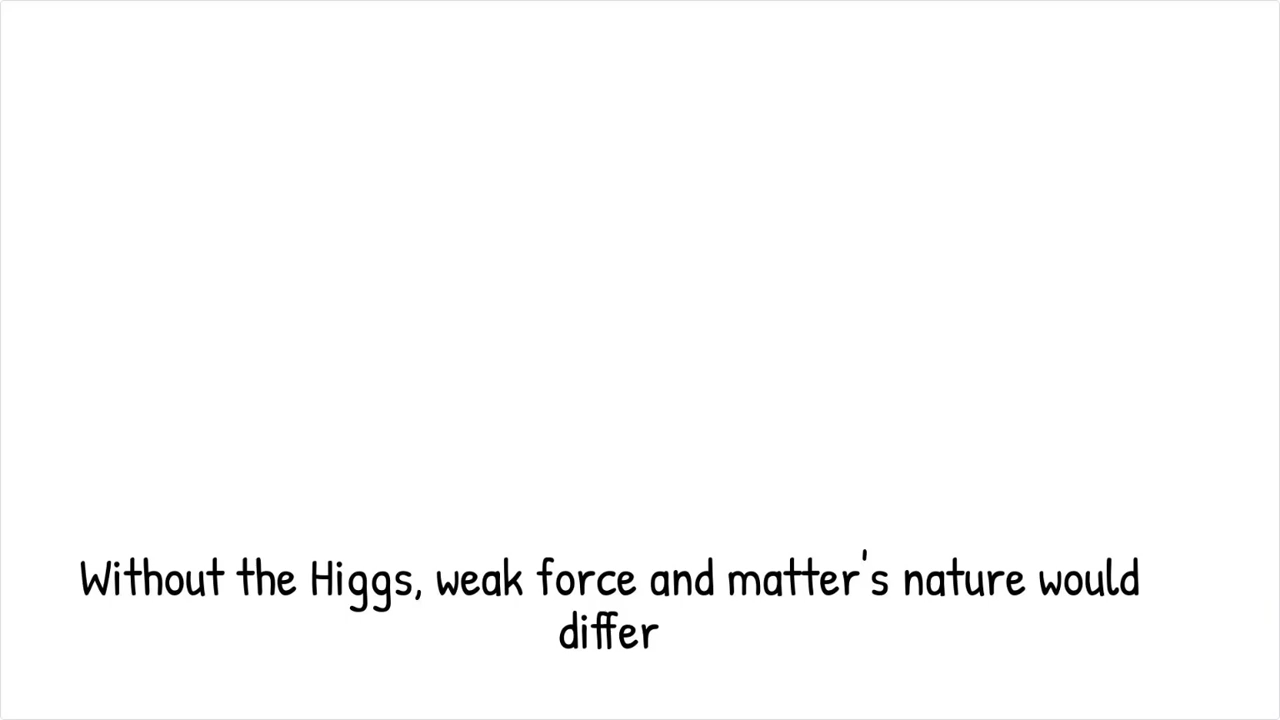 Without the Higgs, weak force and matter's nature would
differ